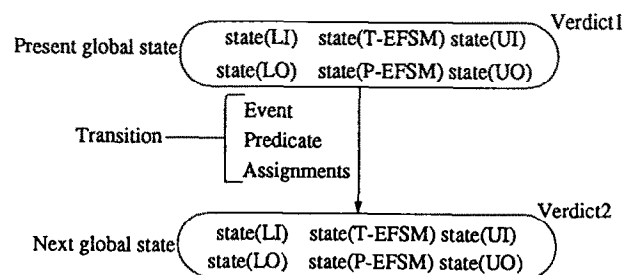 Verdict1
Present global state
state(LI) state(T-EFSM) state(UI)
state(LO) state(P-EFSM) state(UO)
Transition
Event
Predicate
Assignments
Verdict2
Next global state
state(LI) state(T-EFSM) state(UI)
state(LO) state(P-EFSM) state(UO)